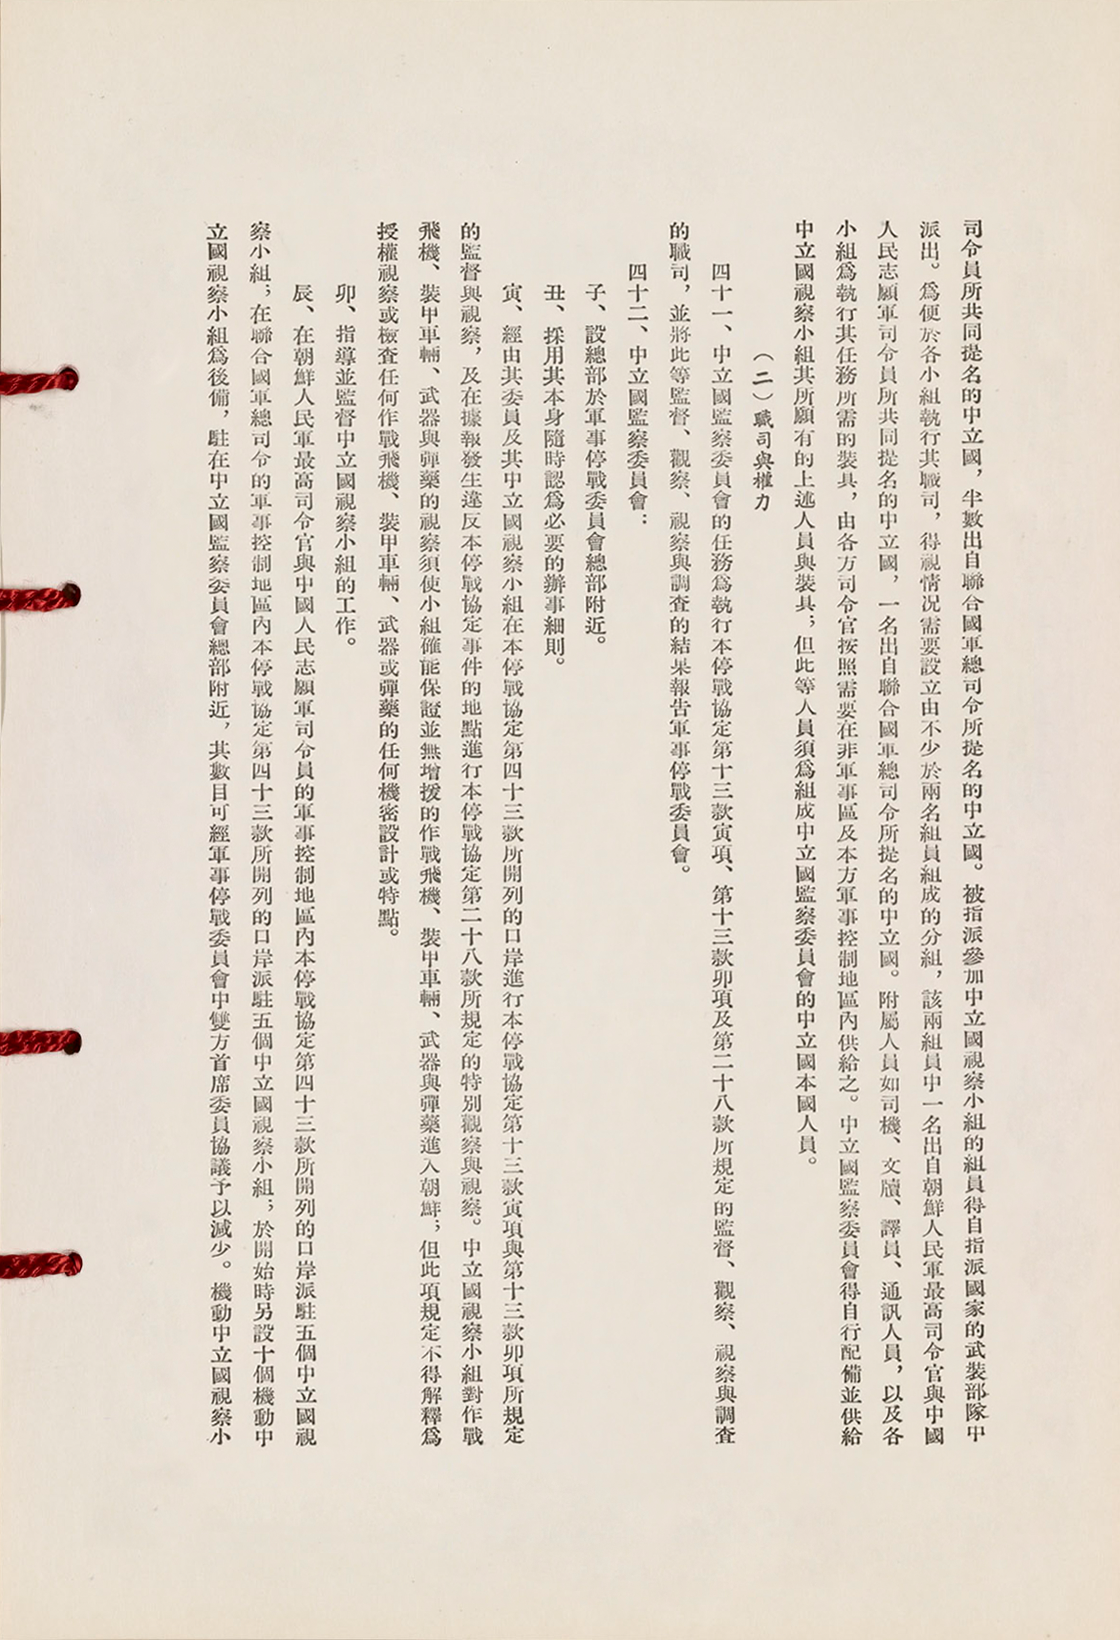 司令員所共同提名的中立國，半數出自聯合國軍總司令所提名的中立國。被指派參加中立國視察小組的組員得自指派國家的武裝部隊中
派出。爲便於各小組執行其職司，得視情況需要設立由不少於兩名組員組成的分組，該兩組員中一名出自朝鮮人民軍最高司令官與中國
人民志願軍司令員所共同提名的中立國，一名出自聯合國軍總司令所提名的中立國。附屬人員如司機、文牘、譯員、通訊人員，以及各
小組爲執行其任務所需的裝具，由各方司令官按照需要在非軍事區及本方軍事控制地區內供給之。中立國監察委員會得自行配備並供給
中立國視察小組其所願有的上述人員與裝具；但此等人員須爲組成中立國監察委員會的中立國本國人員。
（二）職司與權力
四十一、中立國監察委員會的任務爲執行本停戰協定第十三款寅項、第十三款卯項及第二十八款所規定的監督、觀察、視察與調查
的職司，並將此等監督、觀察、視察與調查的結果報告軍事停戰委員會。
四十二、中立國監察委員會：
子、設總部於軍事停戰委員會總部附近。
丑、採用其本身隨時認爲必要的辦事細則。
寅、經由其委員及其中立國視察小組在本停戰協定第四十三款所開列的口岸進行本停戰協定第十三款寅項與第十三款卯項所規定
的監督與視察，及在據報發生違反本停戰協定事件的地點進行本停戰協定第二十八款所規定的特別觀察與視察。中立國視察小組對作戰
飛機、裝甲車輛、武器與彈藥的視察須使小組確能保證並無增援的作戰飛機、裝甲車輛、武器與彈藥進入朝鮮；但此項規定不得解釋爲
授權視察或檢查任何作戰飛機、裝甲車輛、武器或彈藥的任何機密設計或特點。
卯、指導並監督中立國視察小組的工作。
辰、在朝鮮人民軍最高司令官與中國人民志願軍司令員的軍事控制地區內本停戰協定第四十三款所開列的口岸派駐五個中立國視
察小組；在聯合國軍總司令的軍事控制地區內本停戰協定第四十三款所開列的口岸派駐五個中立國視察小組；於開始時另設十個機動中
立國視察小組爲後備，駐在中立國監察委員會總部附近，其數目可經軍事停戰委員會中雙方首席委員協議予以減少。機動中立國視察小